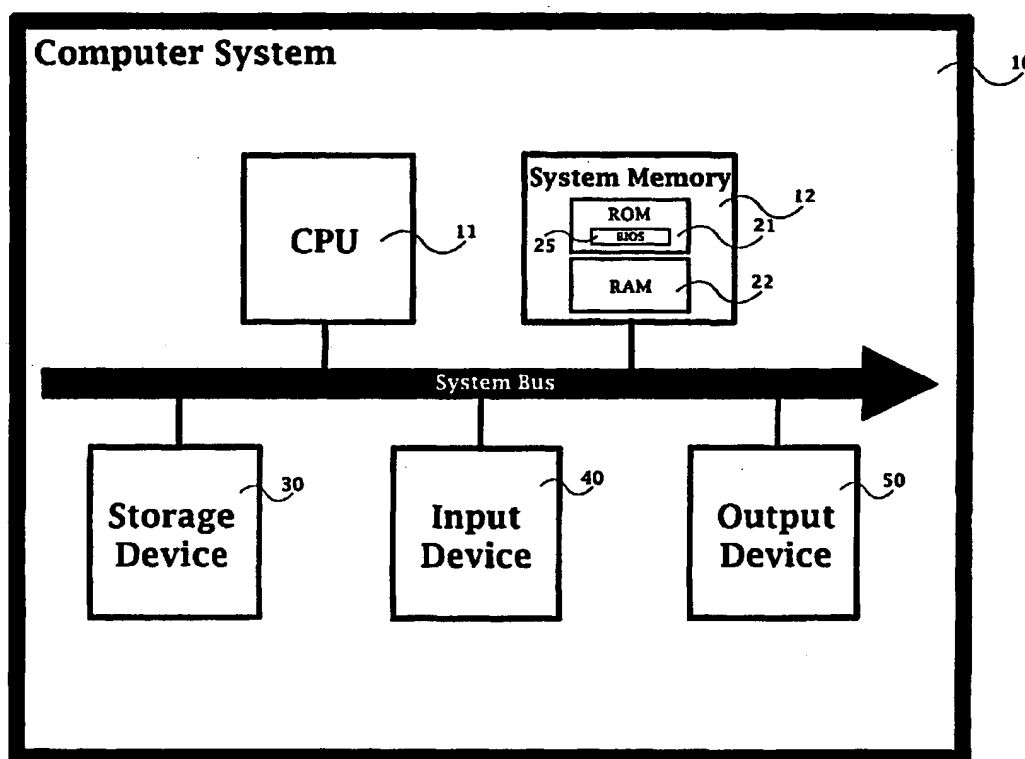 Computer System
10
System Memory
12
ROM
CPU
11
BIOS
21
25
RAM
22
System Bus
30
40
50
Storage
Device
Input
Device
Output
Device